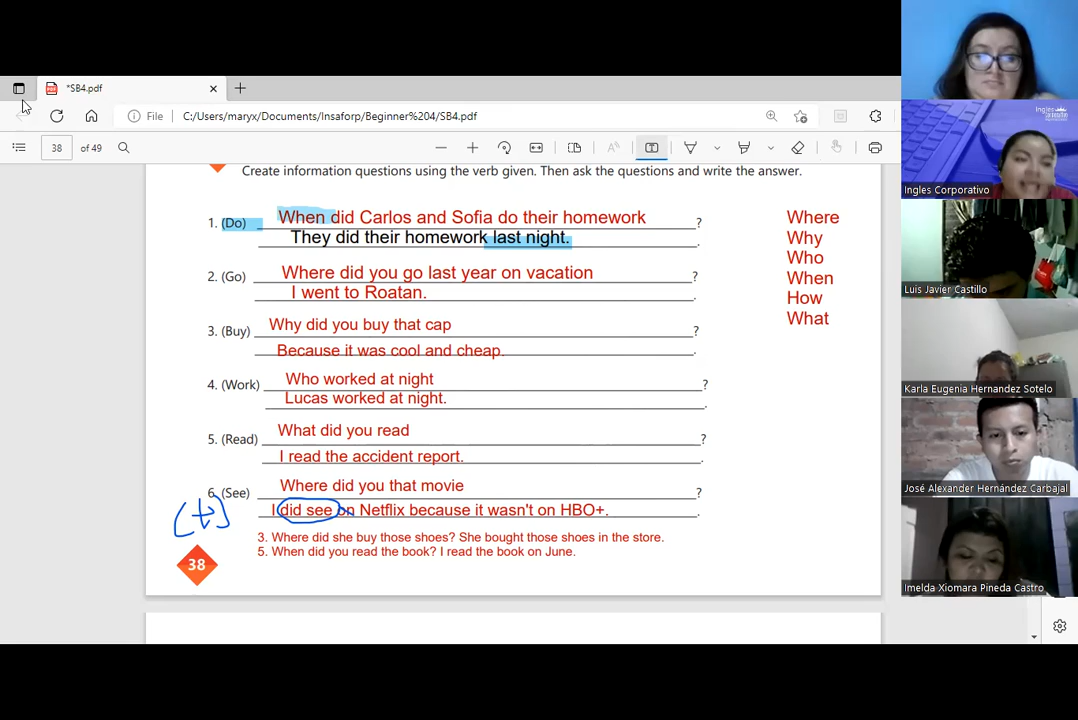 *SB4.pdf
File C:/Users/maryx/Documents/Insaforp/Beginner%204/SB4.pdf
38 of 49
Create information questions using the verb given. Then ask the questions and write the answer.
1. (Do) When did Carlos and Sofia do their homework ?
They did their homework last night. .
2. (Go) Where did you go last year on vacation ?
I went to Roatan. .
3. (Buy) Why did you buy that cap ?
Because it was cool and cheap. .
4. (Work) Who worked at night ?
Lucas worked at night. .
5. (Read) What did you read ?
I read the accident report. .
6. (See) Where did you that movie ?
I did see on Netflix because it wasn't on HBO+. .
(+)
3. Where did she buy those shoes? She bought those shoes in the store.
5. When did you read the book? I read the book on June.
38
Where
Why
Who
When
How
What
Ingles Corporativo
Luis Javier Castillo
Karla Eugenia Hernandez Sotelo
José Alexander Hernández Carbajal
Imelda Xiomara Pineda Castro